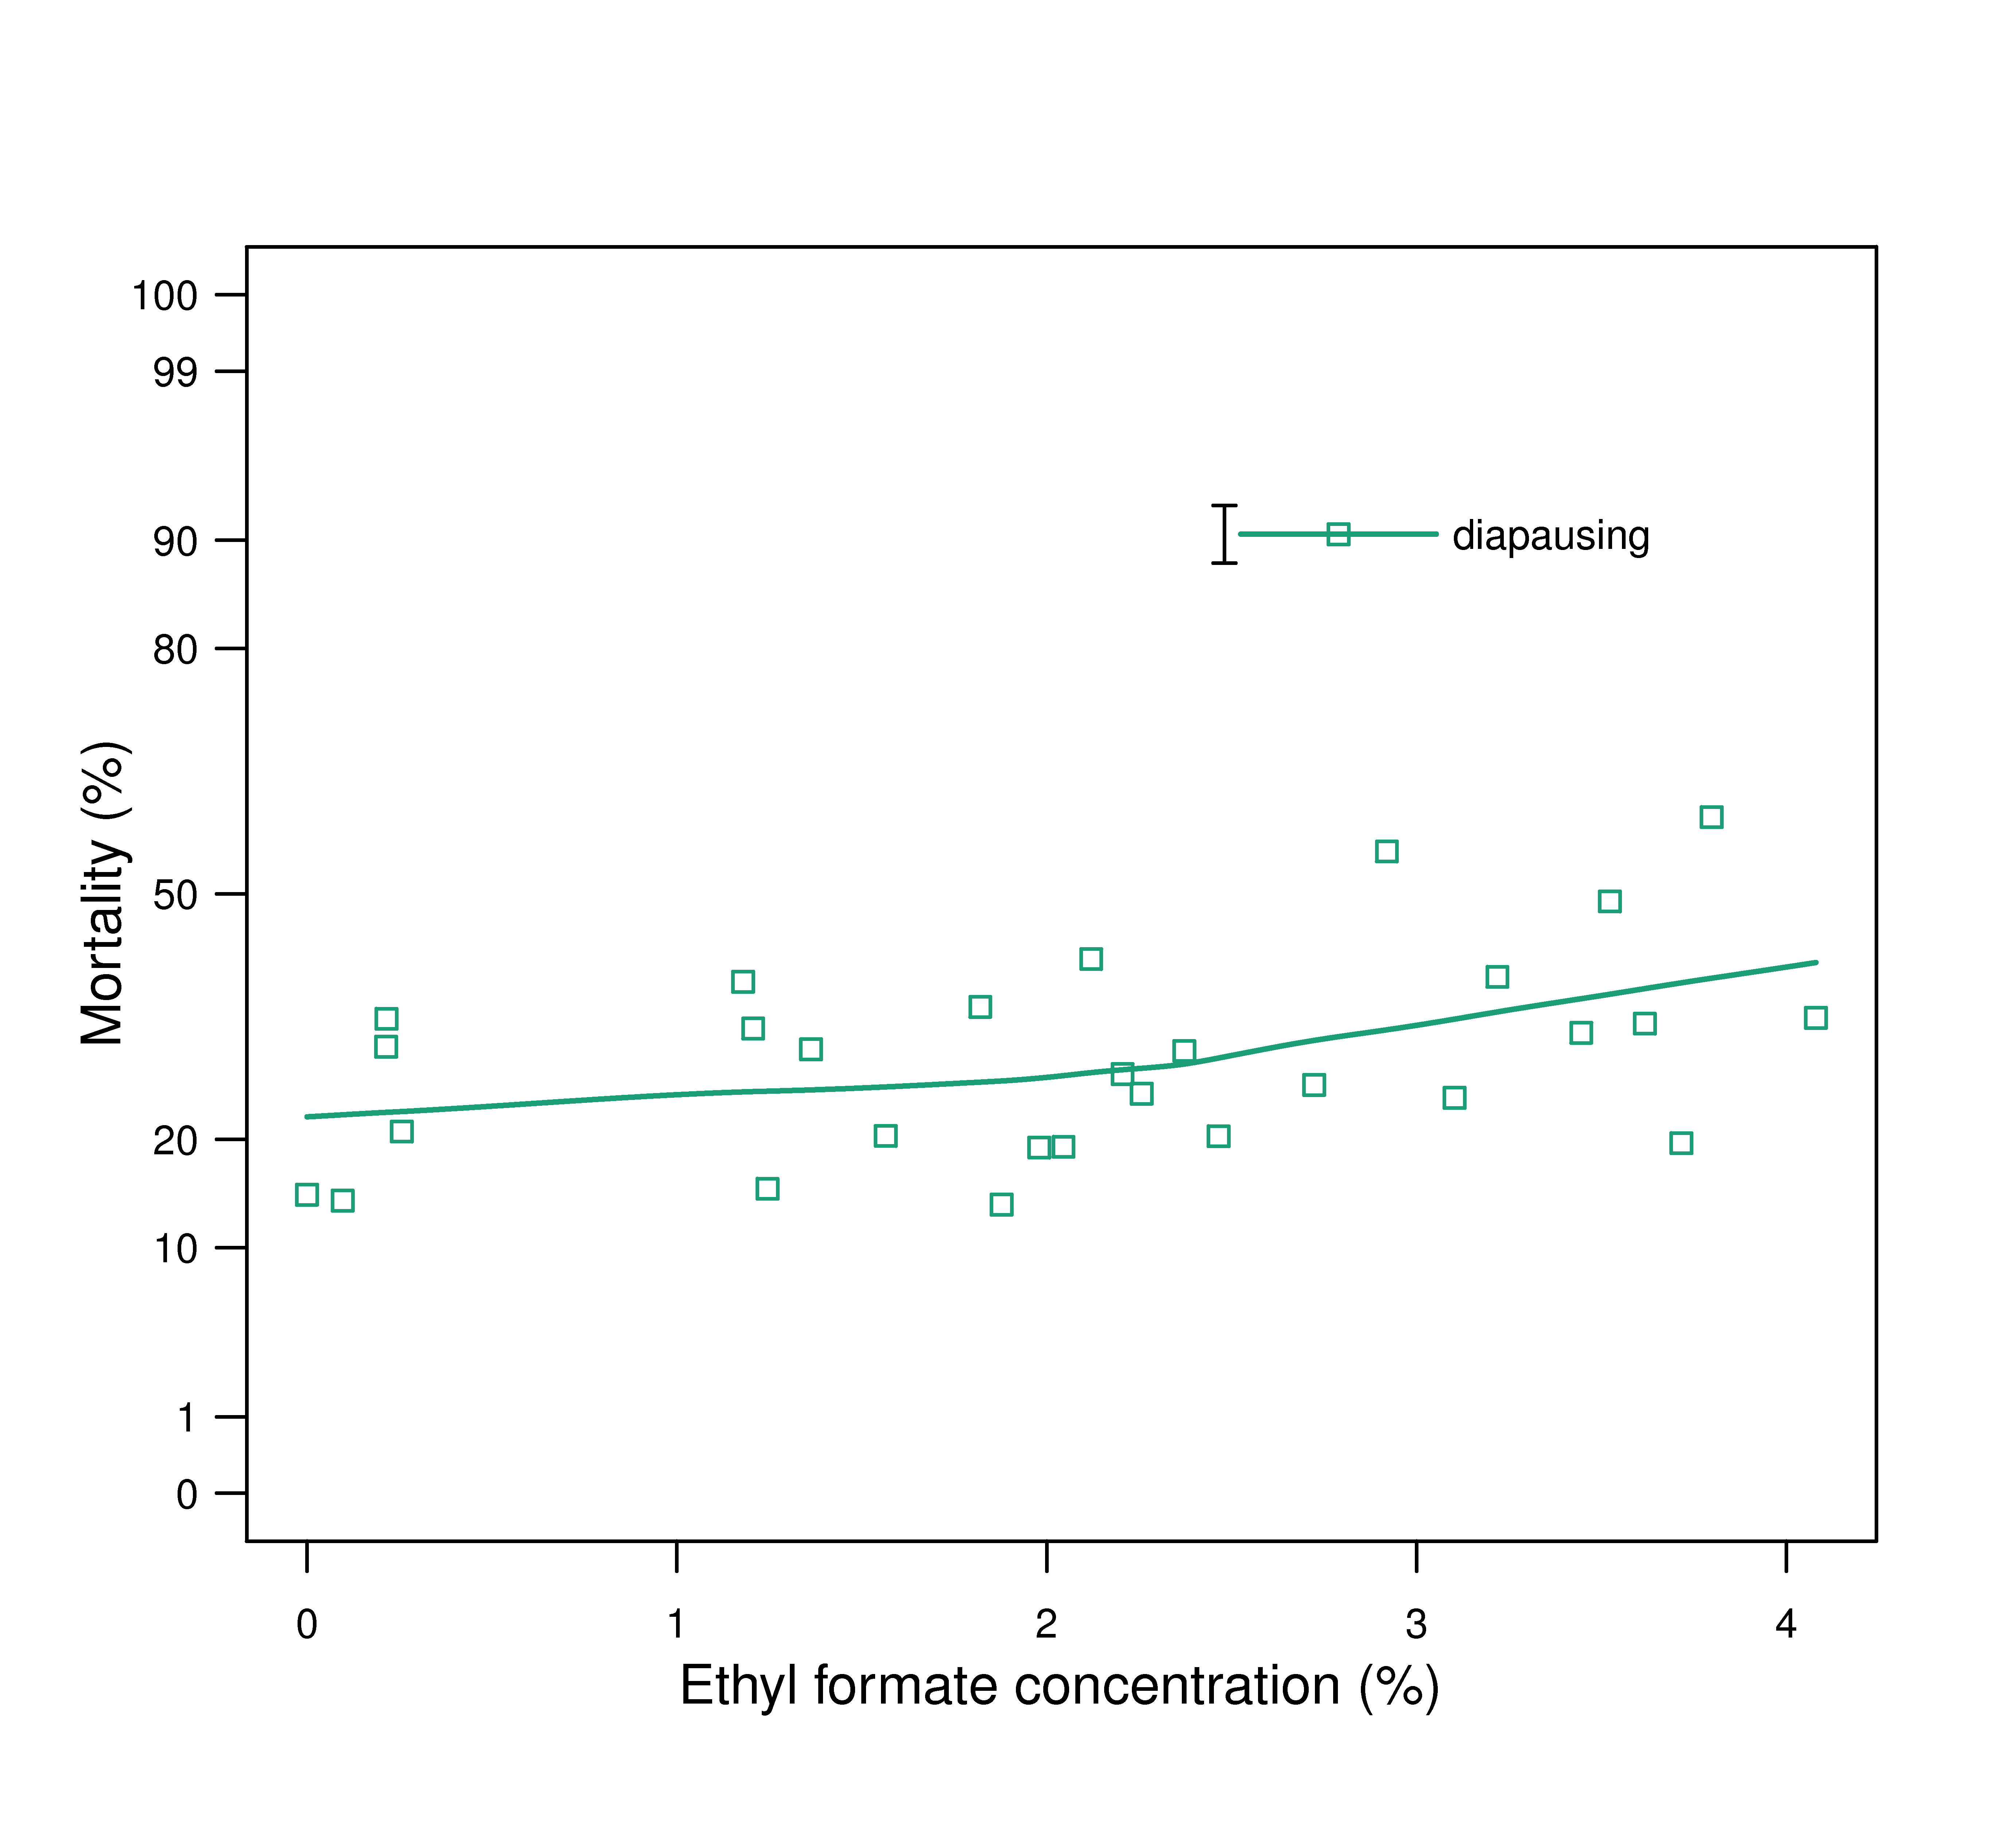 100
99
90
diapausing
80
Mortality (%)
50
20
10
1
0
0 1 2 3 4
Ethyl formate concentration (%)